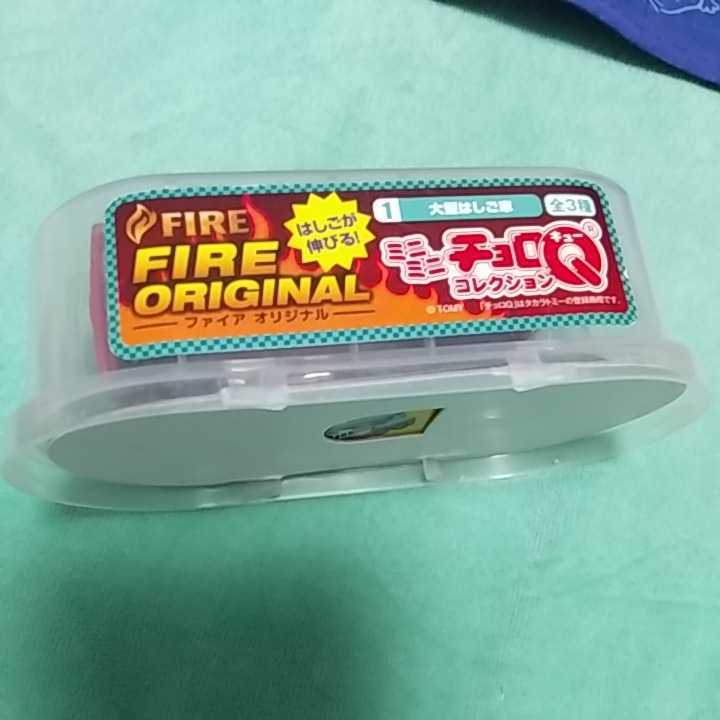 FIRE
FIRE
ORIGINAL
ファイア オリジナル
はしごが
伸びる!
1 大型はしご車 全3種
ミニ
ミニ
チョロQ
キュー
®
コレクション
© TOMY 「チョロQ」はタカラトミーの登録商標です。